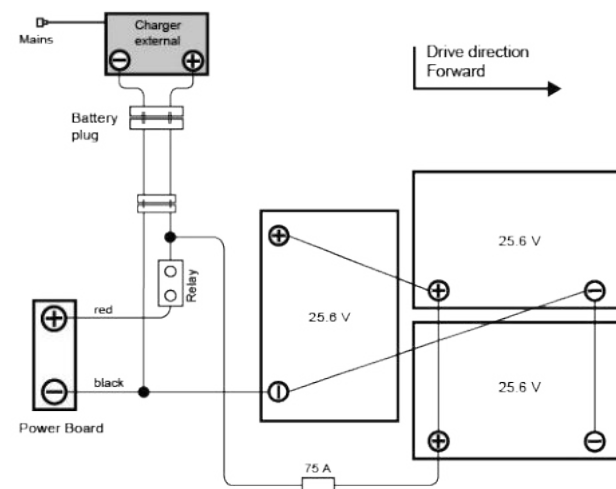 Charger
external
Mains
Drive direction
Forward
Battery
plug
25.6 V
Relay
red
25.6 V
25.6 V
black
Power Board
75 A